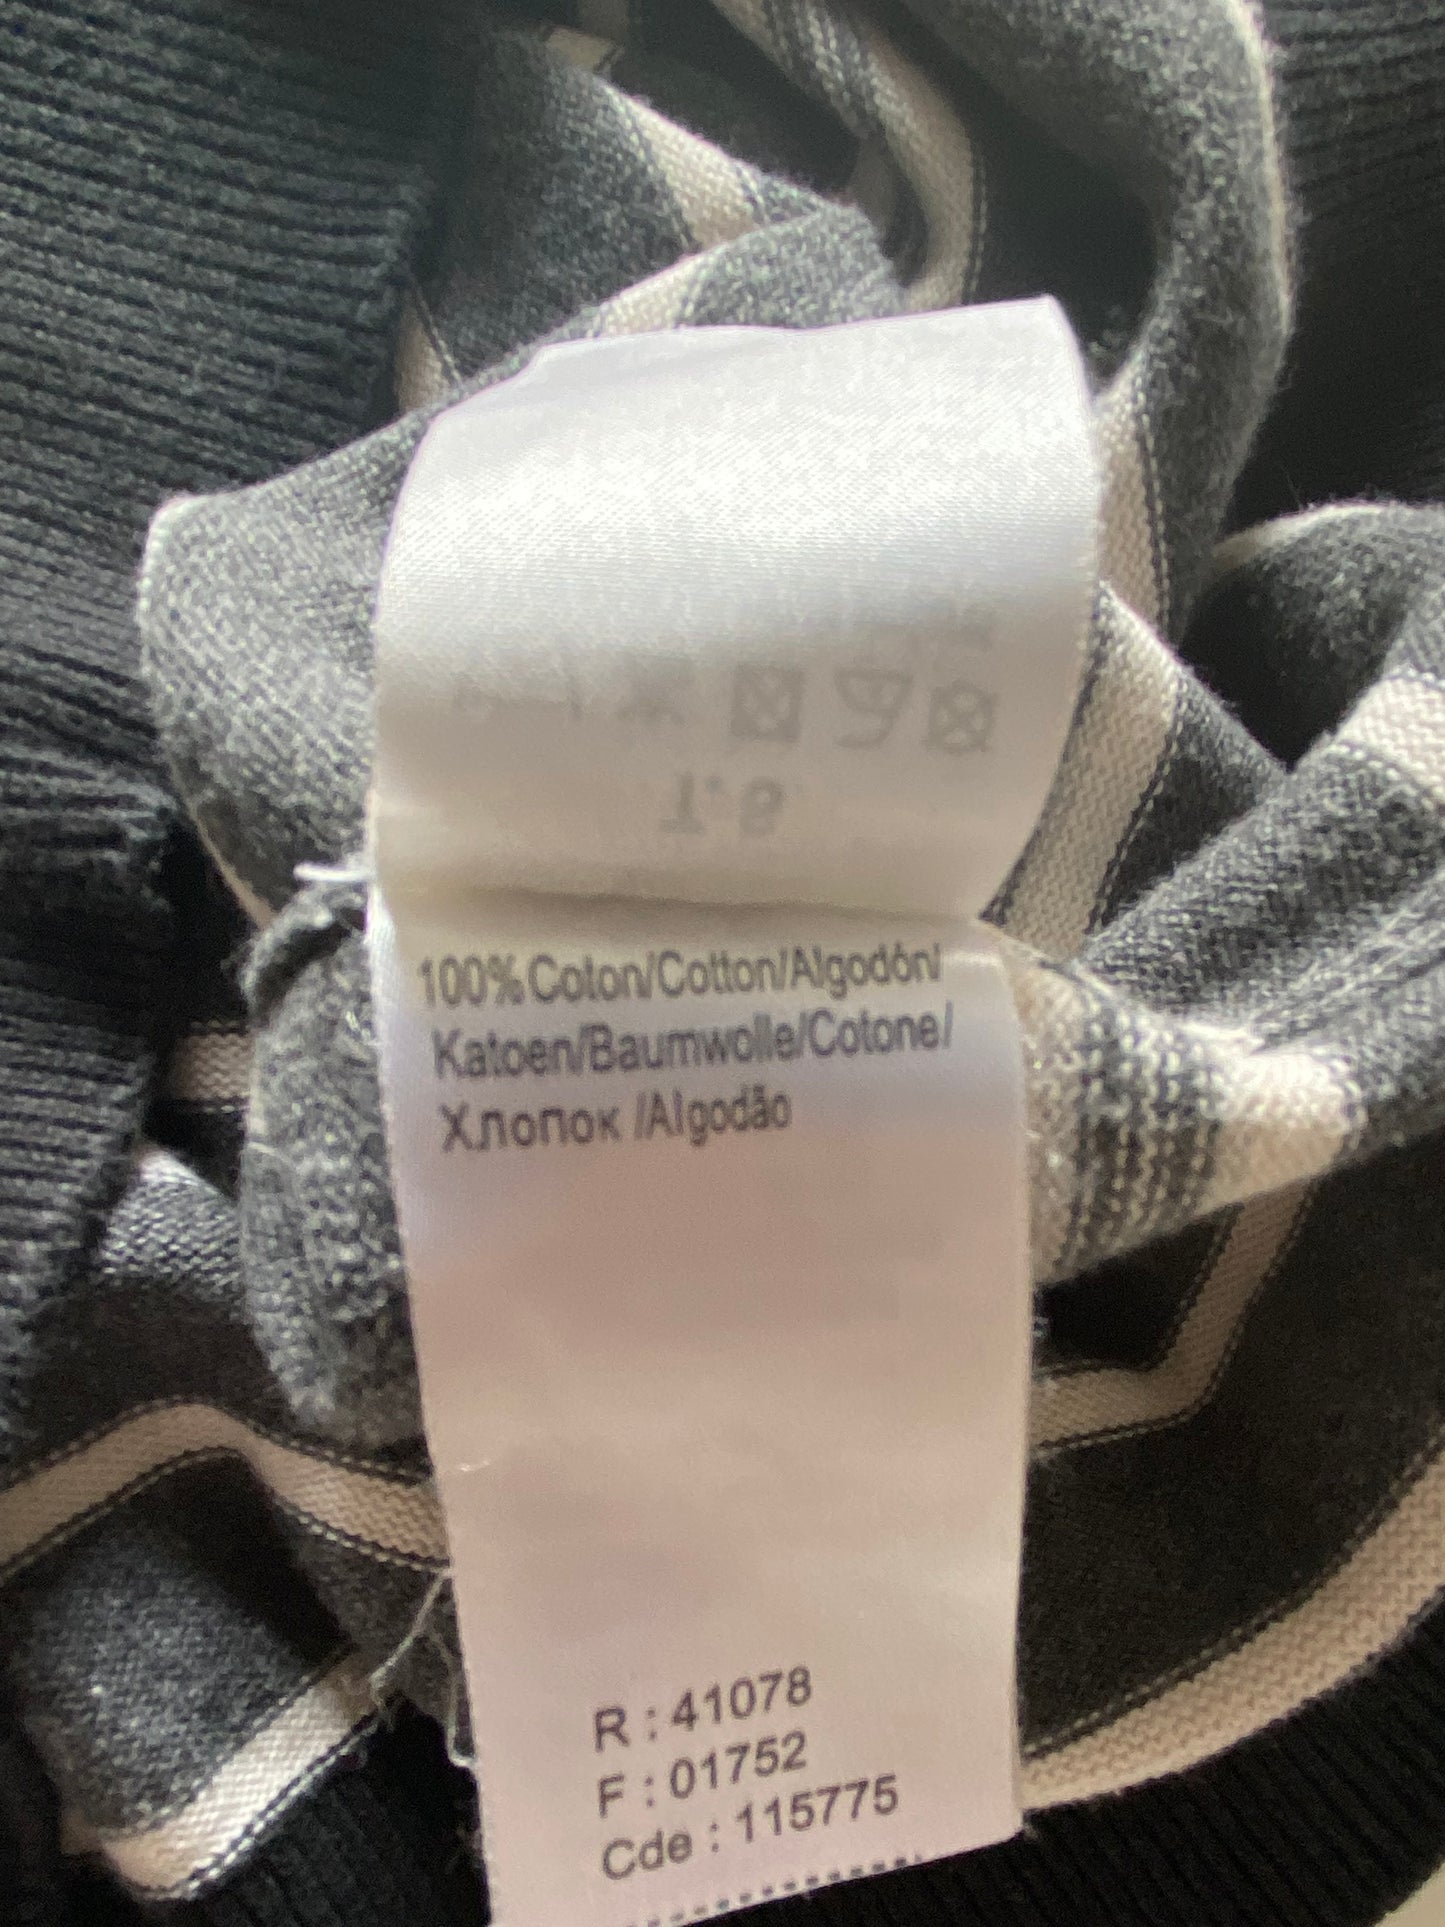 100%Coton/Cotton/Algodón/
Katoen/Baumwolle/Cotone/
Хлопок /Algodão
R : 41078
F : 01752
Cde : 115775